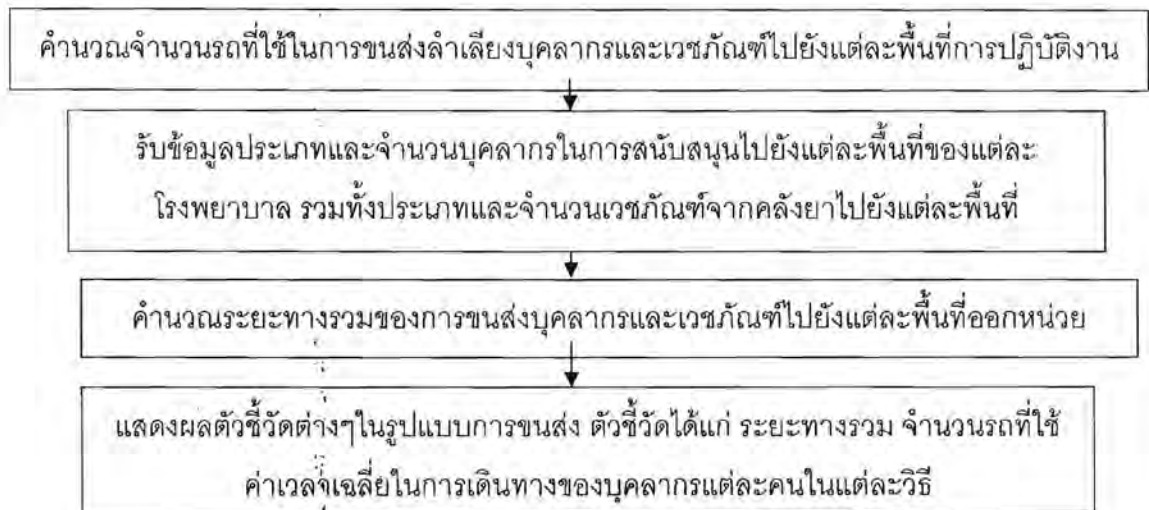 คำนวณจำนวนรถที่ใช้ในการขนส่งลำเลียงบุคลากรและเวชภัณฑ์ไปยังแต่ละพื้นที่การปฏิบัติงาน
รับข้อมูลประเภทและจำนวนบุคลากรในการสนับสนุนไปยังแต่ละพื้นที่ของแต่ละ
โรงพยาบาล รวมทั้งประเภทและจำนวนเวชภัณฑ์จากคลังยาไปยังแต่ละพื้นที่
คำนวณระยะทางรวมของการขนส่งบุคลากรและเวชภัณฑ์ไปยังแต่ละพื้นที่ออกหน่วย
แสดงผลตัวชี้วัดต่างๆในรูปแบบการขนส่ง ตัวชี้วัดได้แก่ ระยะทางรวม จำนวนรถที่ใช้
ค่าเวลาเฉลี่ยในการเดินทางของบุคลากรแต่ละคนในแต่ละวิธี